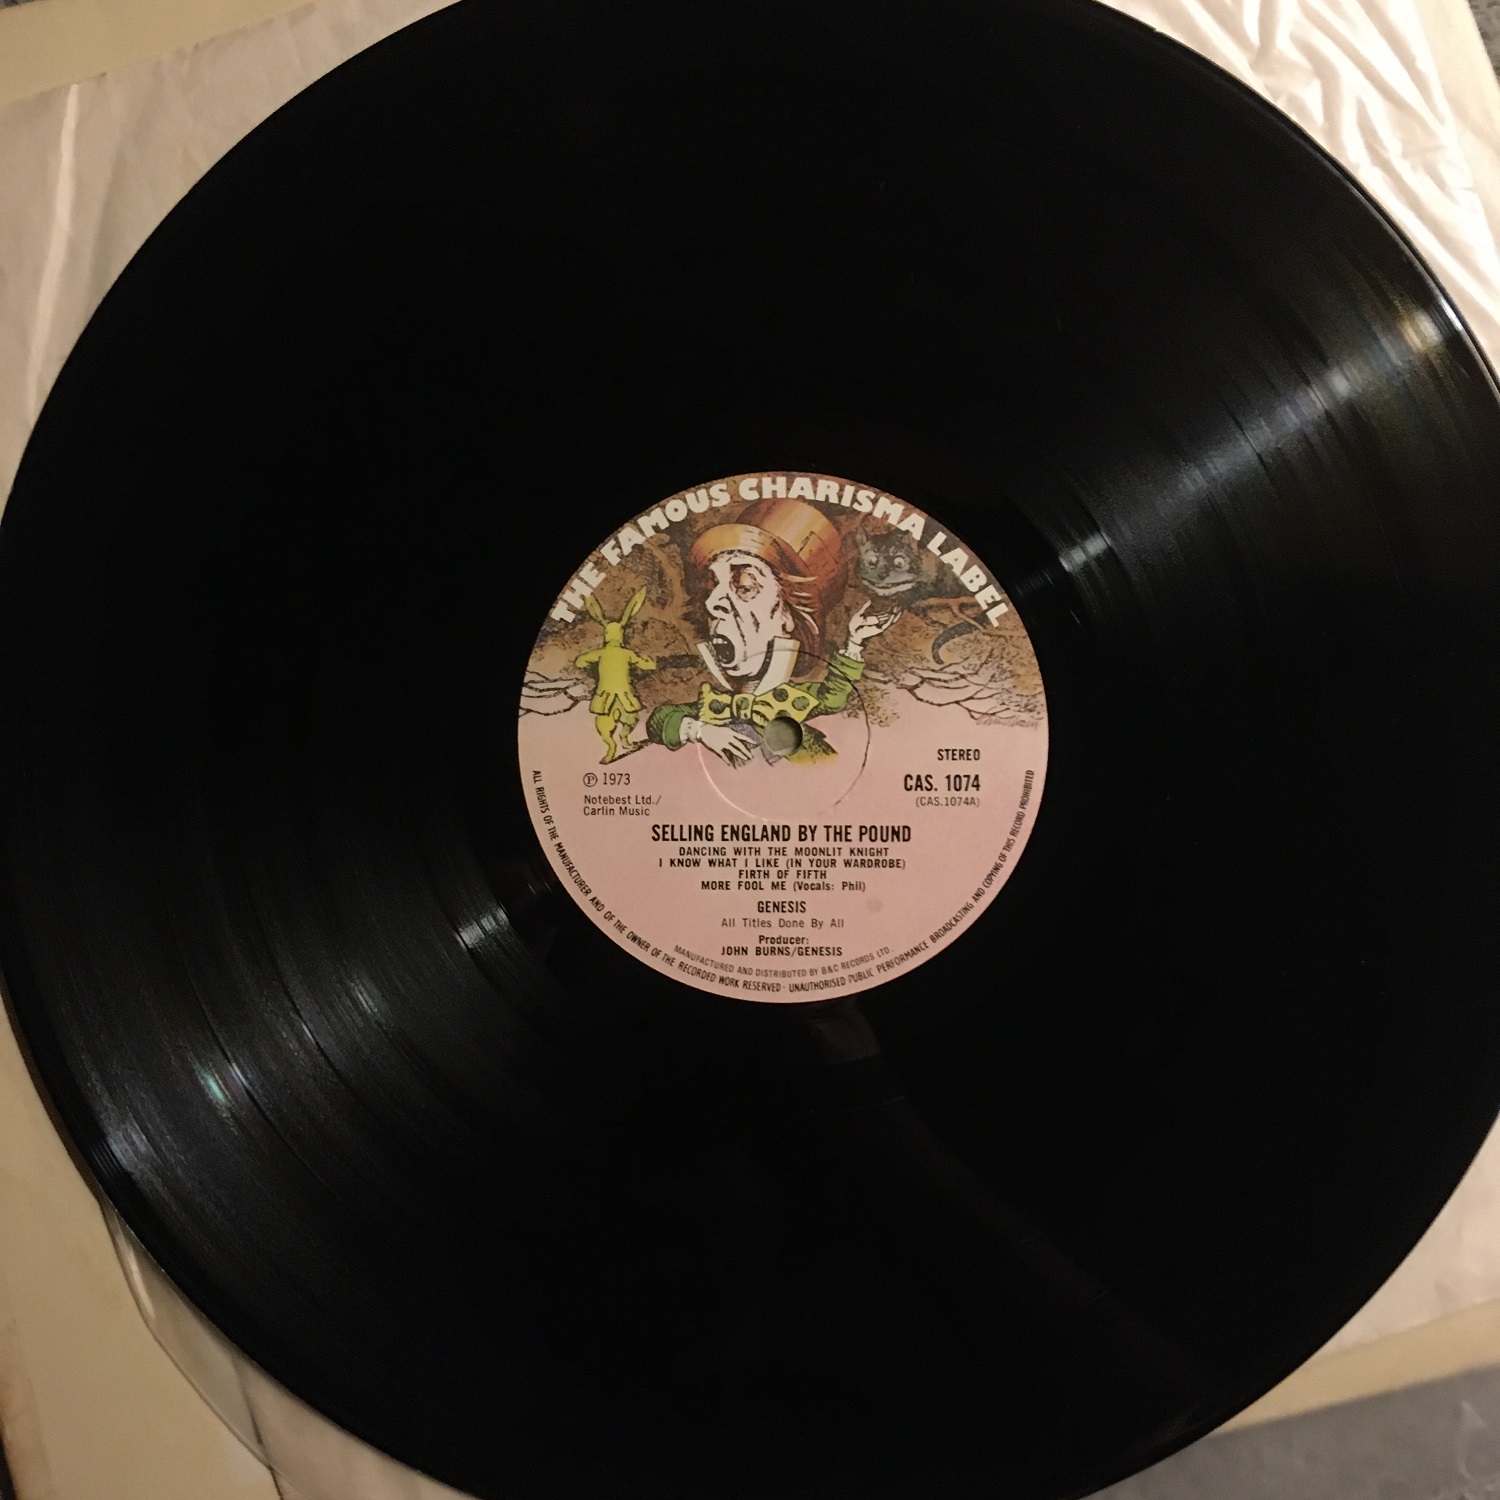 THE FAMOUS CHARISMA LABEL
STEREO
℗ 1973
CAS. 1074
Notebest Ltd./
(CAS.1074A)
Carlin Music
SELLING ENGLAND BY THE POUND
DANCING WITH THE MOONLIT KNIGHT
I KNOW WHAT I LIKE (IN YOUR WARDROBE)
FIRTH OF FIFTH
MORE FOOL ME (Vocals: Phil)
GENESIS
All Titles Done By All
Producer:
JOHN BURNS/GENESIS
MANUFACTURED AND DISTRIBUTED BY B&C RECORDS LTD.
ALL RIGHTS OF THE MANUFACTURER AND OF THE OWNER OF THE RECORDED WORK RESERVED · UNAUTHORISED PUBLIC PERFORMANCE BROADCASTING AND COPYING OF THIS RECORD PROHIBITED